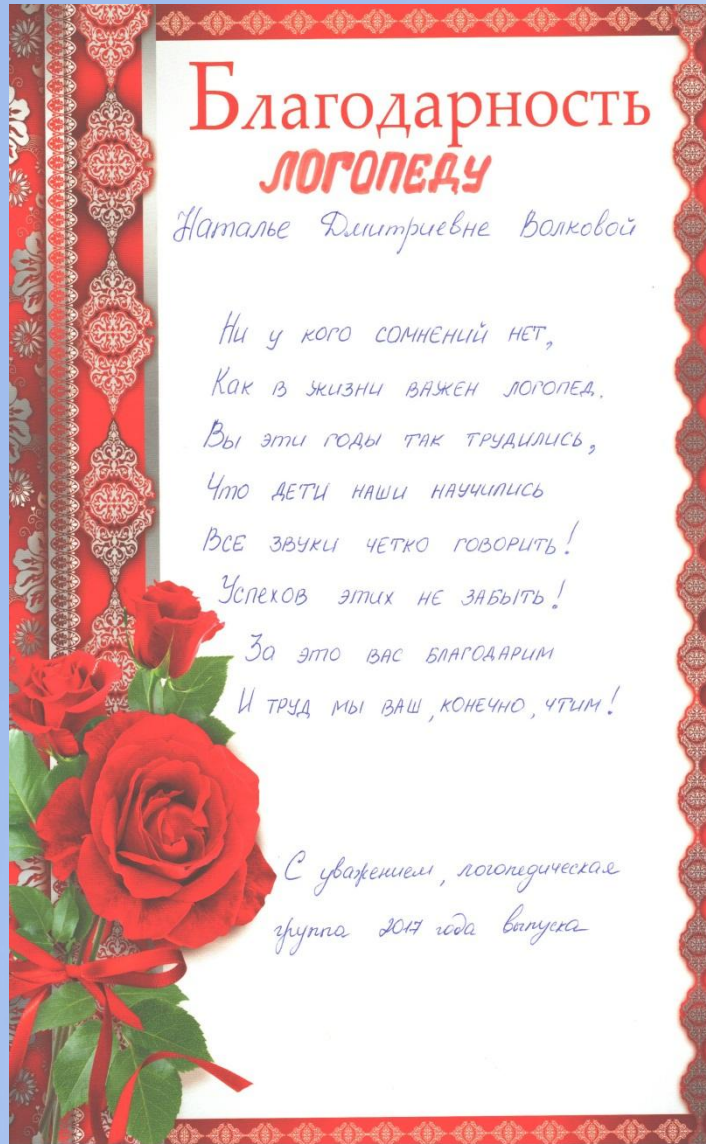 Благодарность
ЛОГОПЕДУ
Наталье Дмитриевне Волковой
Ни у кого сомнений нет,
Как в жизни важен логопед.
Вы эти годы так трудились,
Что дети наши научились
Все звуки четко говорить!
Успехов этих не забыть!
За это вас благодарим
И труд мы ваш, конечно, чтим!
С уважением, логопедическая
группа 2017 года выпуска